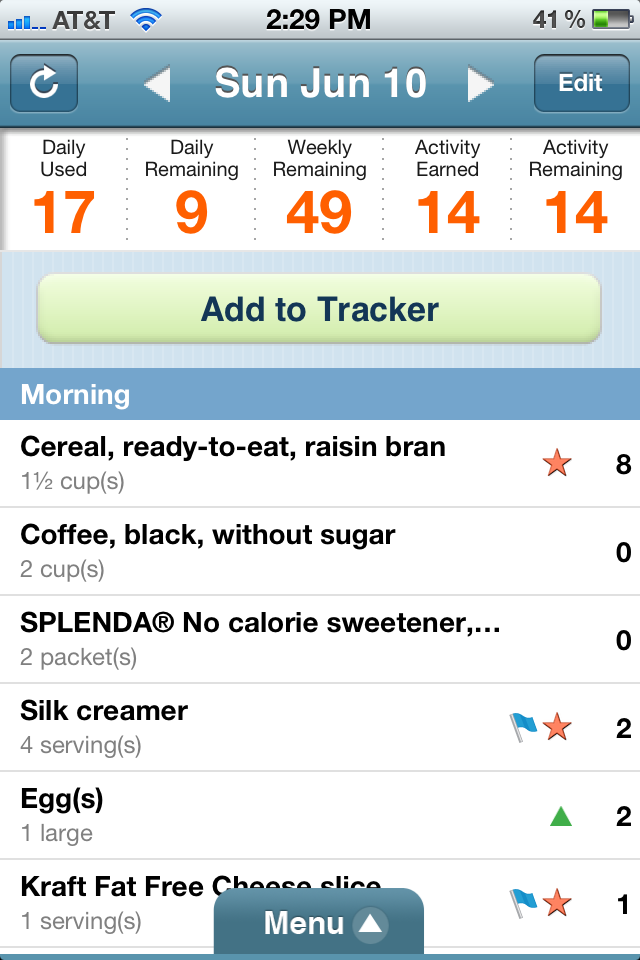 AT&T 2:29 PM 41 %
Sun Jun 10 Edit
Daily Used 17
Daily Remaining 9
Weekly Remaining 49
Activity Earned 14
Activity Remaining 14
Add to Tracker
Morning
Cereal, ready-to-eat, raisin bran 8
1½ cup(s)
Coffee, black, without sugar 0
2 cup(s)
SPLENDA® No calorie sweetener,... 0
2 packet(s)
Silk creamer 2
4 serving(s)
Egg(s) 2
1 large
Kraft Fat Free Cheese slice 1
1 serving(s)
Menu